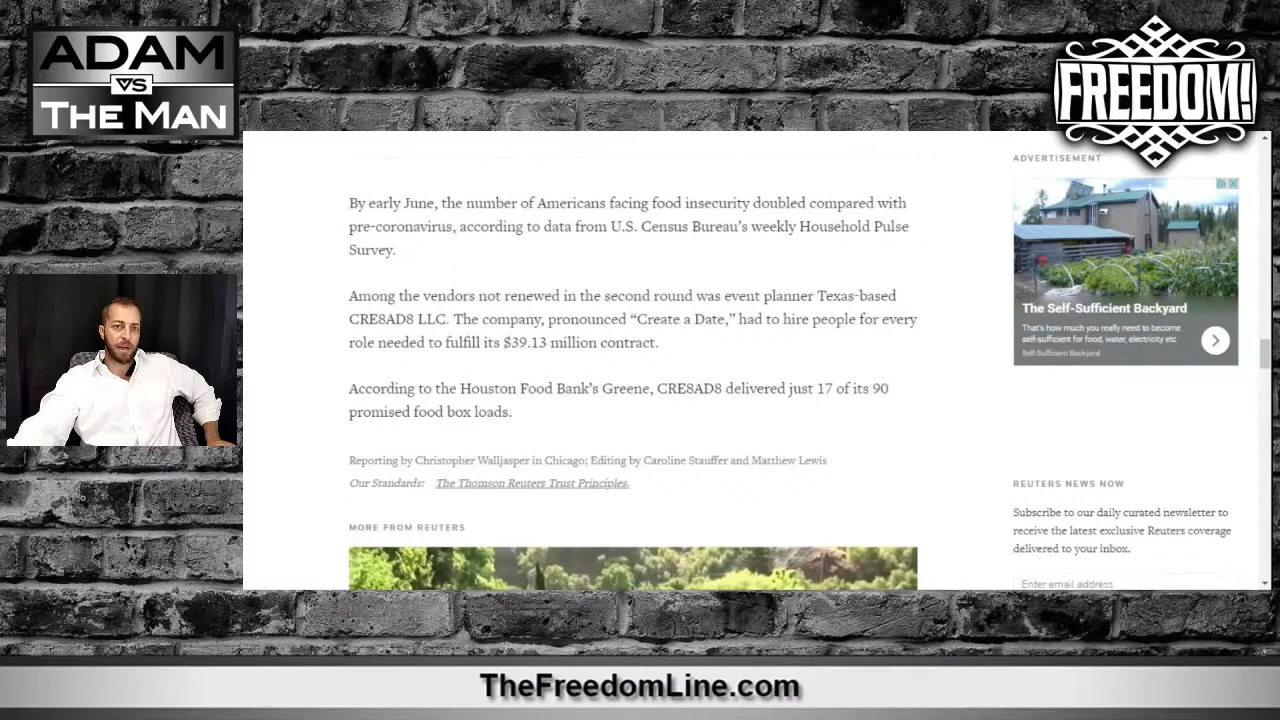 ADAM
VS
THE MAN
FREEDOM!
ADVERTISEMENT
By early June, the number of Americans facing food insecurity doubled compared with
pre-coronavirus, according to data from U.S. Census Bureau’s weekly Household Pulse
Survey.
Among the vendors not renewed in the second round was event planner Texas-based
CRE8AD8 LLC. The company, pronounced “Create a Date,” had to hire people for every
role needed to fulfill its $39.13 million contract.
According to the Houston Food Bank’s Greene, CRE8AD8 delivered just 17 of its 90
promised food box loads.
Reporting by Christopher Walljasper in Chicago; Editing by Caroline Stauffer and Matthew Lewis
Our Standards: The Thomson Reuters Trust Principles.
MORE FROM REUTERS
The Self-Sufficient Backyard
That's how much you really need to become
self-sufficient for food, water, electricity etc
Self-Sufficient Backyard
REUTERS NEWS NOW
Subscribe to our daily curated newsletter to
receive the latest exclusive Reuters coverage
delivered to your inbox.
Enter email address
TheFreedomLine.com